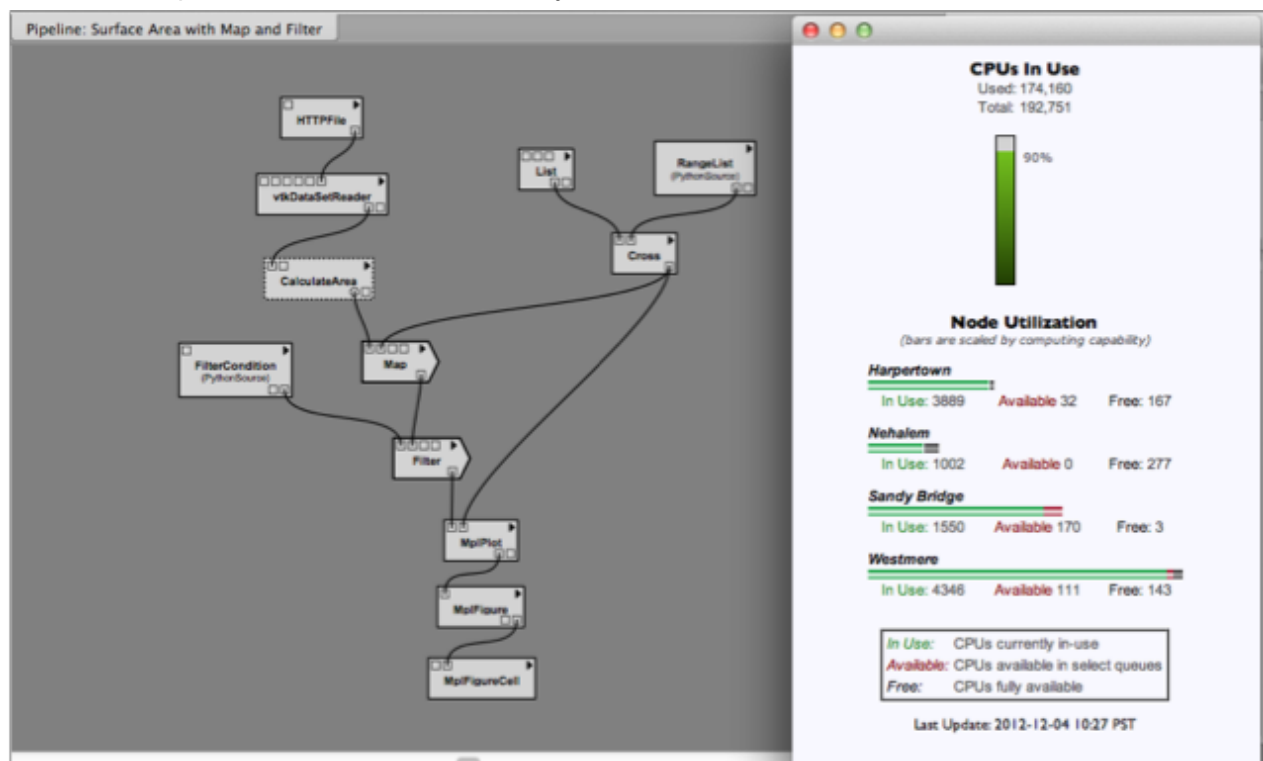 Pipeline: Surface Area with Map and Filter
HTTPFile
vtkDataSetReader
CalculateArea
List
RangeList
(PythonSource)
Cross
FilterCondition
(PythonSource)
Map
Filter
MplPlot
MplFigure
MplFigureCell
CPUs In Use
Used: 174,160
Total: 192,751
90%
Node Utilization
(bars are scaled by computing capability)
Harpertown
In Use: 3889 Available 32 Free: 167
Nehalem
In Use: 1002 Available 0 Free: 277
Sandy Bridge
In Use: 1550 Available 170 Free: 3
Westmere
In Use: 4346 Available 111 Free: 143
In Use: CPUs currently in-use
Available: CPUs available in select queues
Free: CPUs fully available
Last Update: 2012-12-04 10:27 PST